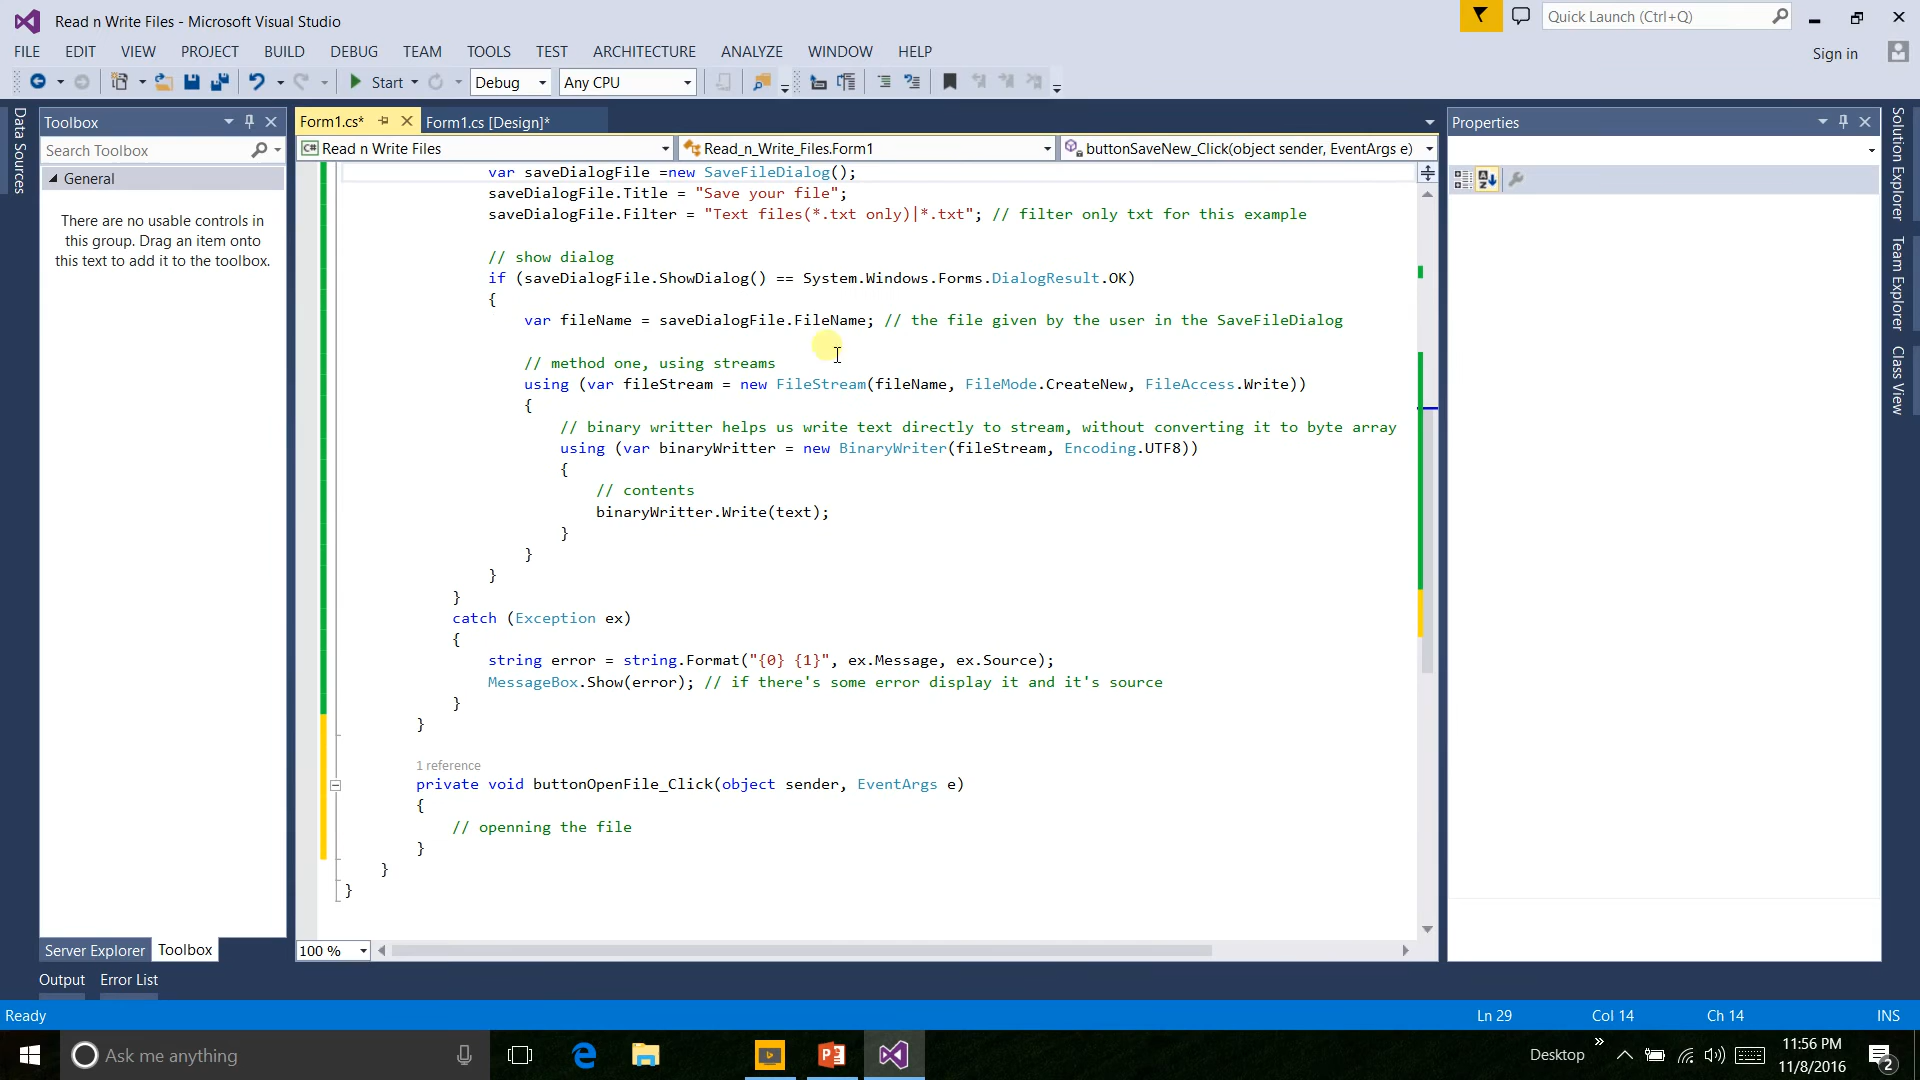 Read n Write Files - Microsoft Visual Studio
Quick Launch (Ctrl+Q)
FILE EDIT VIEW PROJECT BUILD DEBUG TEAM TOOLS TEST ARCHITECTURE ANALYZE WINDOW HELP
Sign in
Start Debug Any CPU
Data Sources
Toolbox
Search Toolbox
General
There are no usable controls in
this group. Drag an item onto
this text to add it to the toolbox.
Server Explorer Toolbox
Form1.cs* Form1.cs [Design]*
C# Read n Write Files Read_n_Write_Files.Form1 buttonSaveNew_Click(object sender, EventArgs e)
var saveDialogFile =new SaveFileDialog();
saveDialogFile.Title = "Save your file";
saveDialogFile.Filter = "Text files(*.txt only)|*.txt"; // filter only txt for this example
// show dialog
if (saveDialogFile.ShowDialog() == System.Windows.Forms.DialogResult.OK)
{
var fileName = saveDialogFile.FileName; // the file given by the user in the SaveFileDialog
// method one, using streams
using (var fileStream = new FileStream(fileName, FileMode.CreateNew, FileAccess.Write))
{
// binary writter helps us write text directly to stream, without converting it to byte array
using (var binaryWritter = new BinaryWriter(fileStream, Encoding.UTF8))
{
// contents
binaryWritter.Write(text);
}
}
}
}
catch (Exception ex)
{
string error = string.Format("{0} {1}", ex.Message, ex.Source);
MessageBox.Show(error); // if there's some error display it and it's source
}
}
1 reference
private void buttonOpenFile_Click(object sender, EventArgs e)
{
// openning the file
}
}
}
100 %
Properties
Solution Explorer
Team Explorer
Class View
Output Error List
Ready
Ln 29 Col 14 Ch 14 INS
Ask me anything
Desktop
11:56 PM
11/8/2016
2